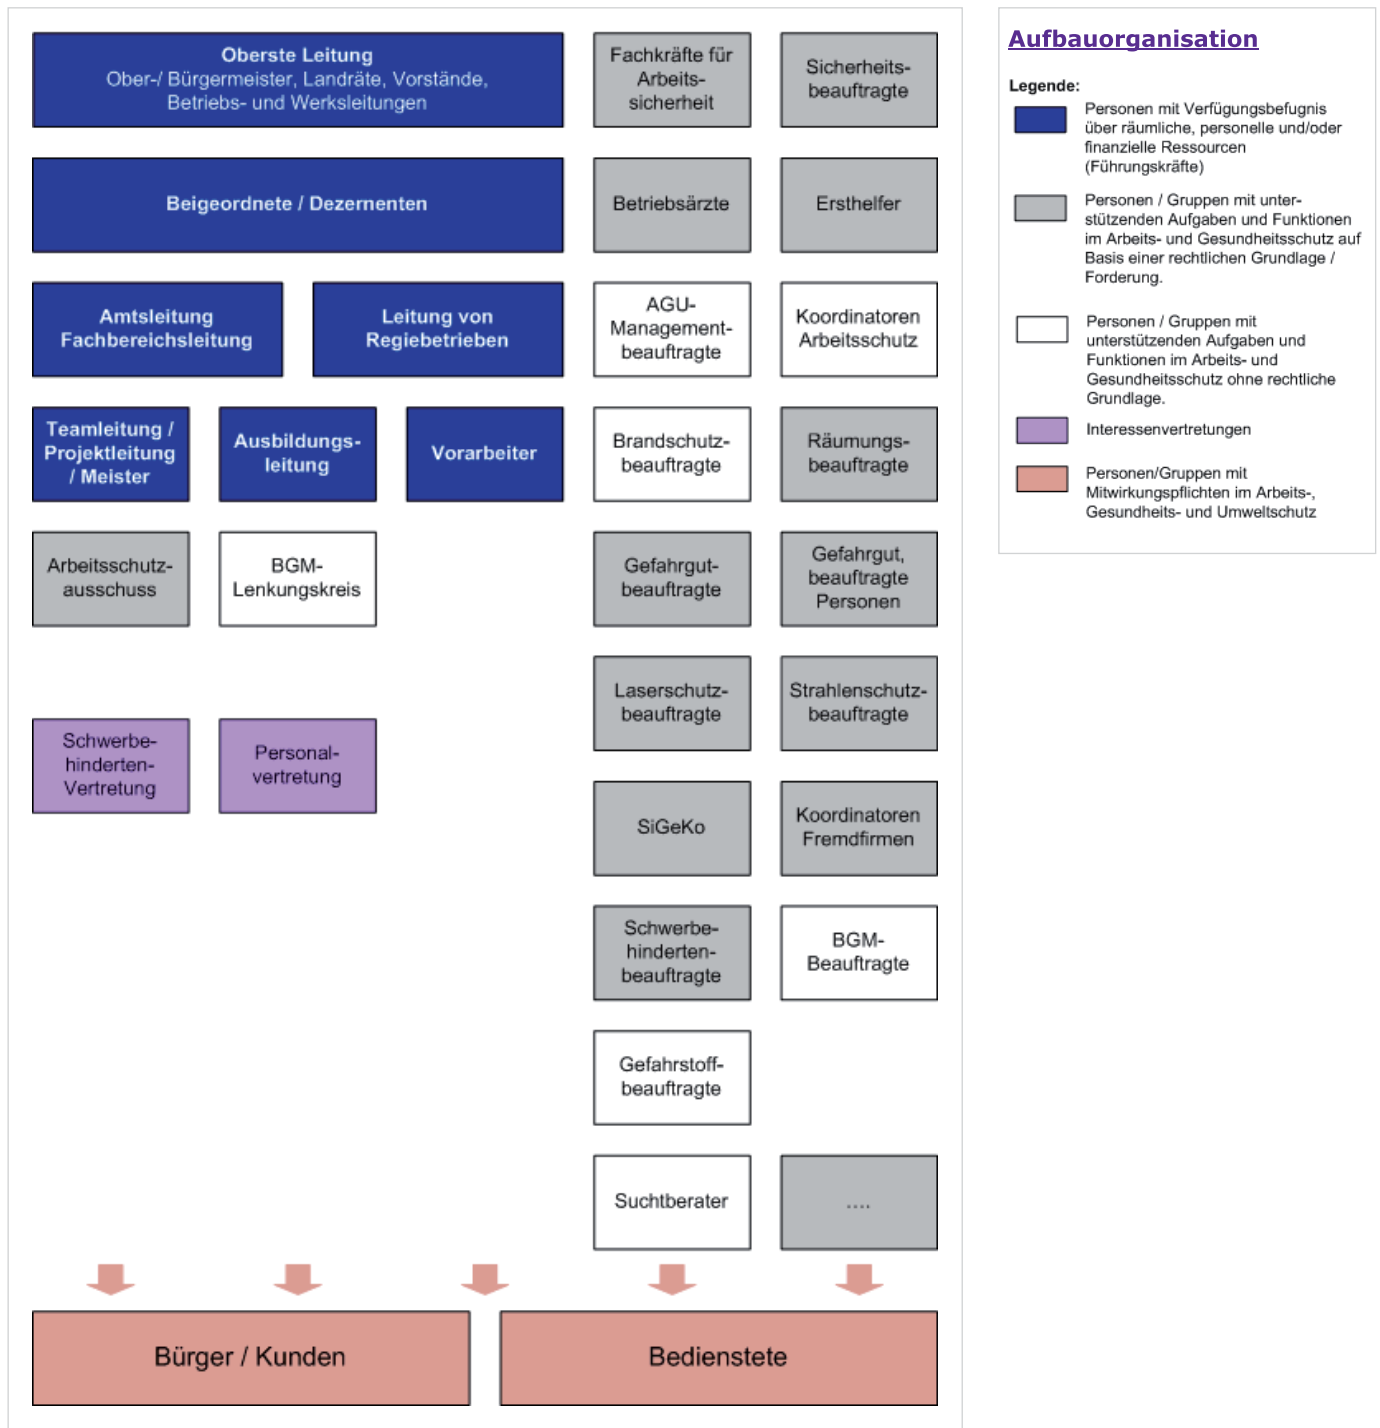 Oberste Leitung
Ober-/ Bürgermeister, Landräte, Vorstände,
Betriebs- und Werksleitungen
Fachkräfte für
Arbeits-
sicherheit
Sicherheits-
beauftragte
Beigeordnete / Dezernenten
Betriebsärzte
Ersthelfer
Amtsleitung
Fachbereichsleitung
Leitung von
Regiebetrieben
AGU-
Management-
beauftragte
Koordinatoren
Arbeitsschutz
Teamleitung /
Projektleitung
/ Meister
Ausbildungs-
leitung
Vorarbeiter
Brandschutz-
beauftragte
Räumungs-
beauftragte
Arbeitsschutz-
ausschuss
BGM-
Lenkungskreis
Gefahrgut-
beauftragte
Gefahrgut,
beauftragte
Personen
Laserschutz-
beauftragte
Strahlenschutz-
beauftragte
Schwerbe-
hinderten-
Vertretung
Personal-
vertretung
SiGeKo
Koordinatoren
Fremdfirmen
Schwerbe-
hinderten-
beauftragte
BGM-
Beauftragte
Gefahrstoff-
beauftragte
Suchtberater
....
Bürger / Kunden
Bedienstete
Aufbauorganisation
Legende:
Personen mit Verfügungsbefugnis
über räumliche, personelle und/oder
finanzielle Ressourcen
(Führungskräfte)
Personen / Gruppen mit unter-
stützenden Aufgaben und Funktionen
im Arbeits- und Gesundheitsschutz auf
Basis einer rechtlichen Grundlage /
Forderung.
Personen / Gruppen mit
unterstützenden Aufgaben und
Funktionen im Arbeits- und
Gesundheitsschutz ohne rechtliche
Grundlage.
Interessenvertretungen
Personen/Gruppen mit
Mitwirkungspflichten im Arbeits-,
Gesundheits- und Umweltschutz